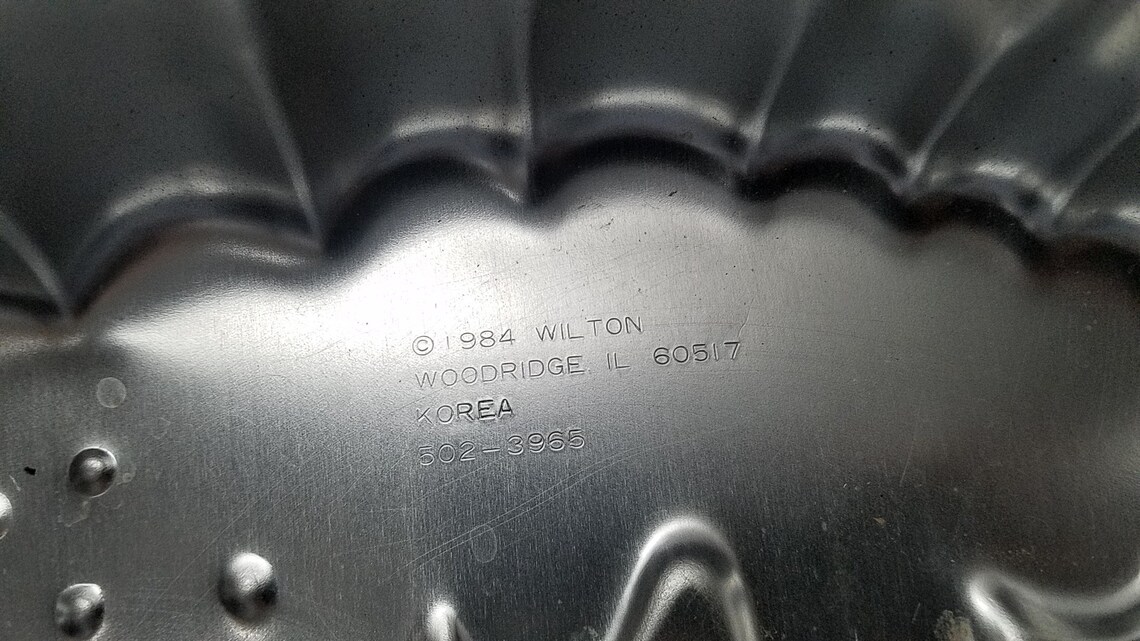 ©1984 WILTON
WOODRIDGE IL 60517
KOREA
502-3965